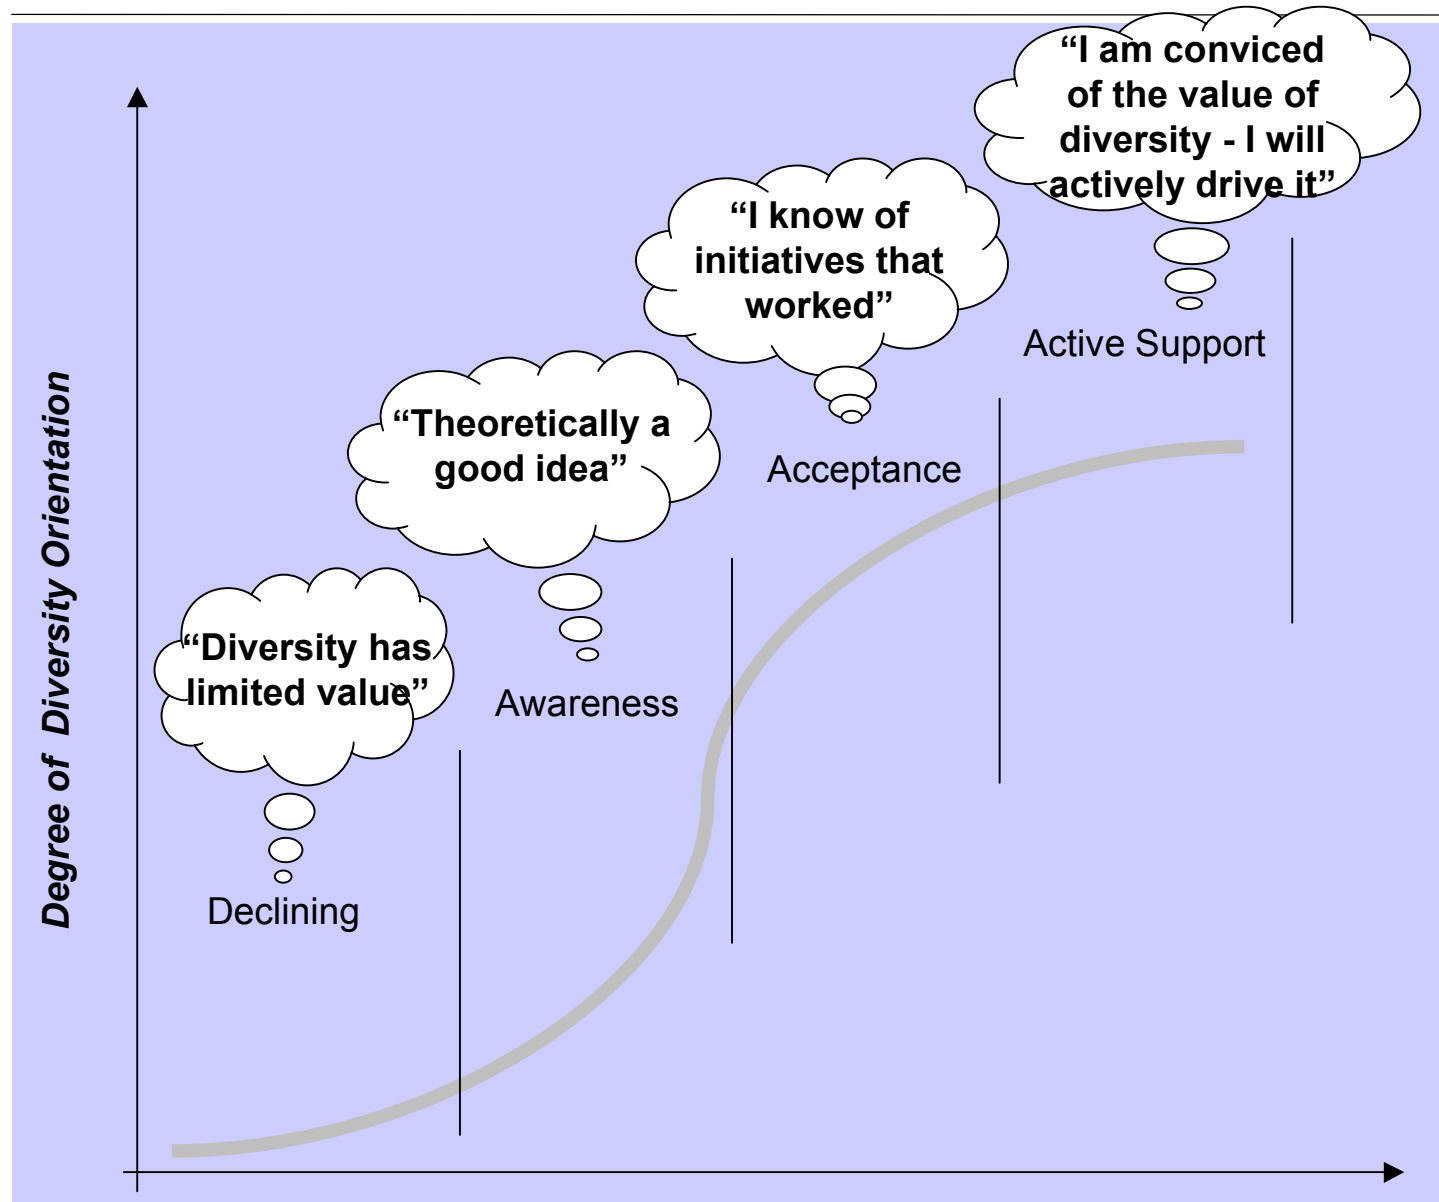 “I am conviced
of the value of
diversity - I will
actively drive it”
Active Support
“I know of
initiatives that
worked”
Acceptance
“Theoretically a
good idea”
Awareness
“Diversity has
limited value”
Declining
Degree of Diversity Orientation